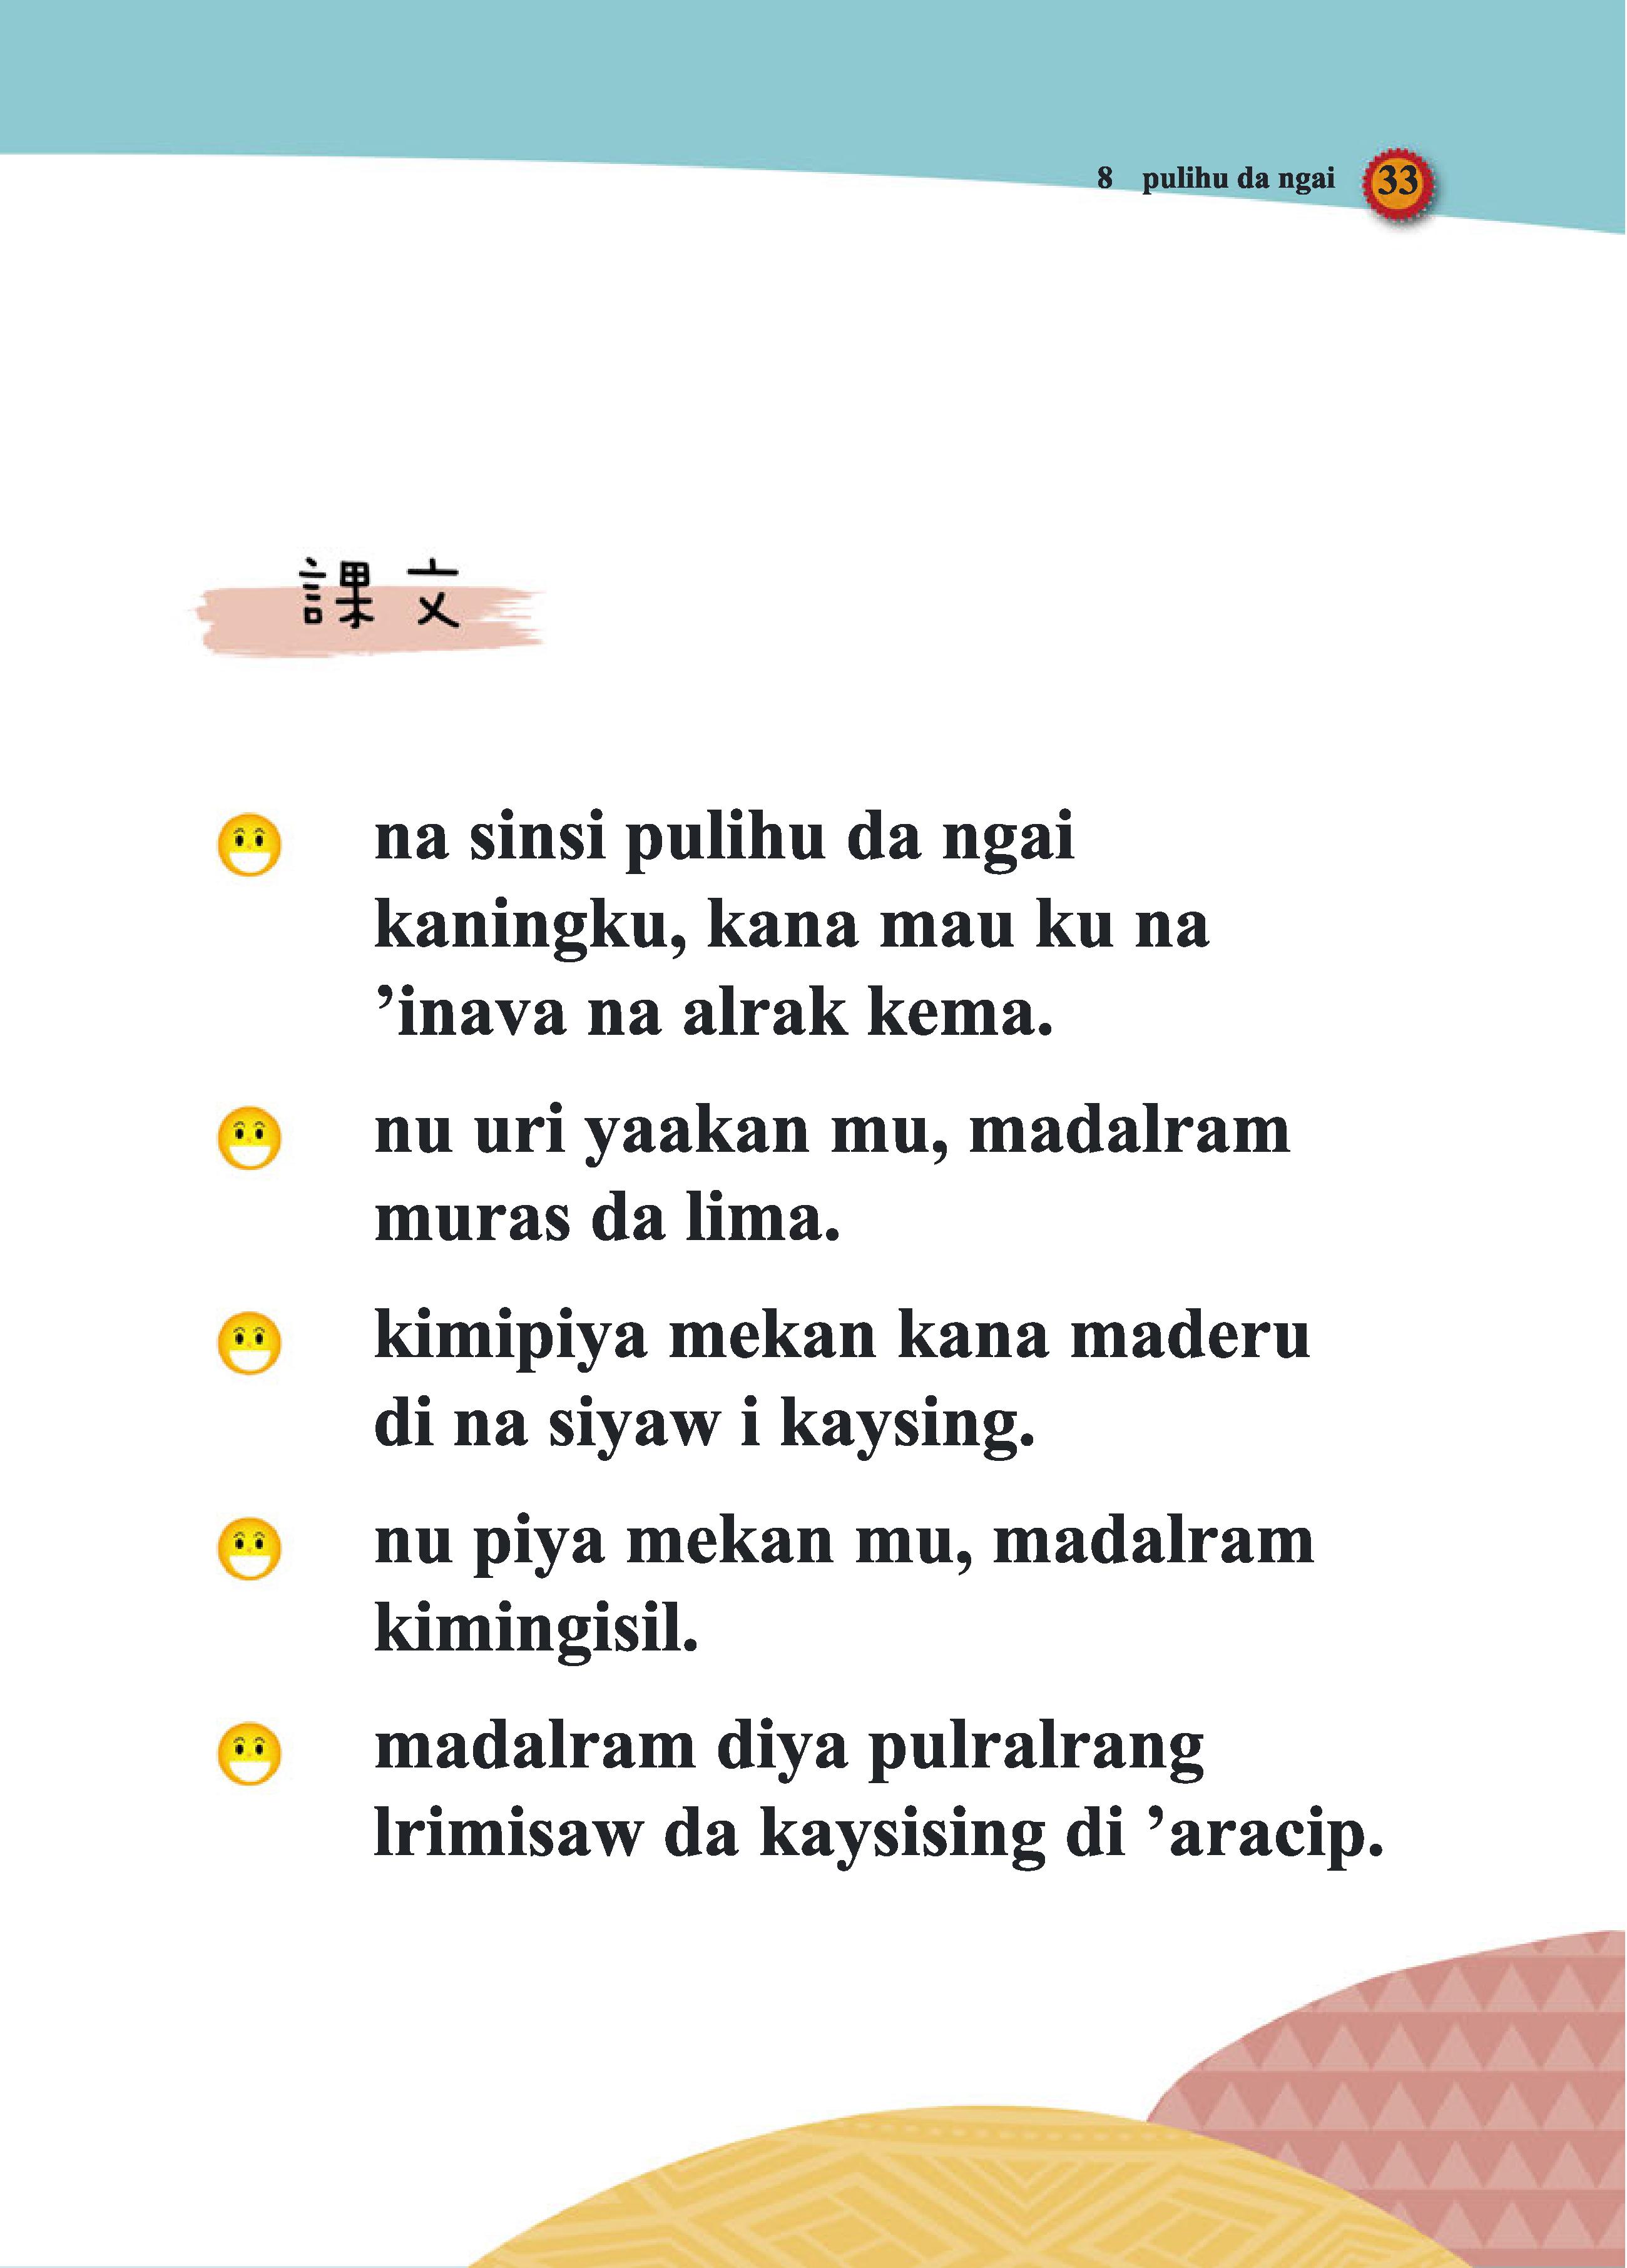 8 pulihu da ngai 33
課文
na sinsi pulihu da ngai
kaningku, kana mau ku na
’inava na alrak kema.
nu uri yaakan mu, madalram
muras da lima.
kimipiya mekan kana maderu
di na siyaw i kaysing.
nu piya mekan mu, madalram
kimingisil.
madalram diya pulralrang
lrimisaw da kaysising di ’aracip.